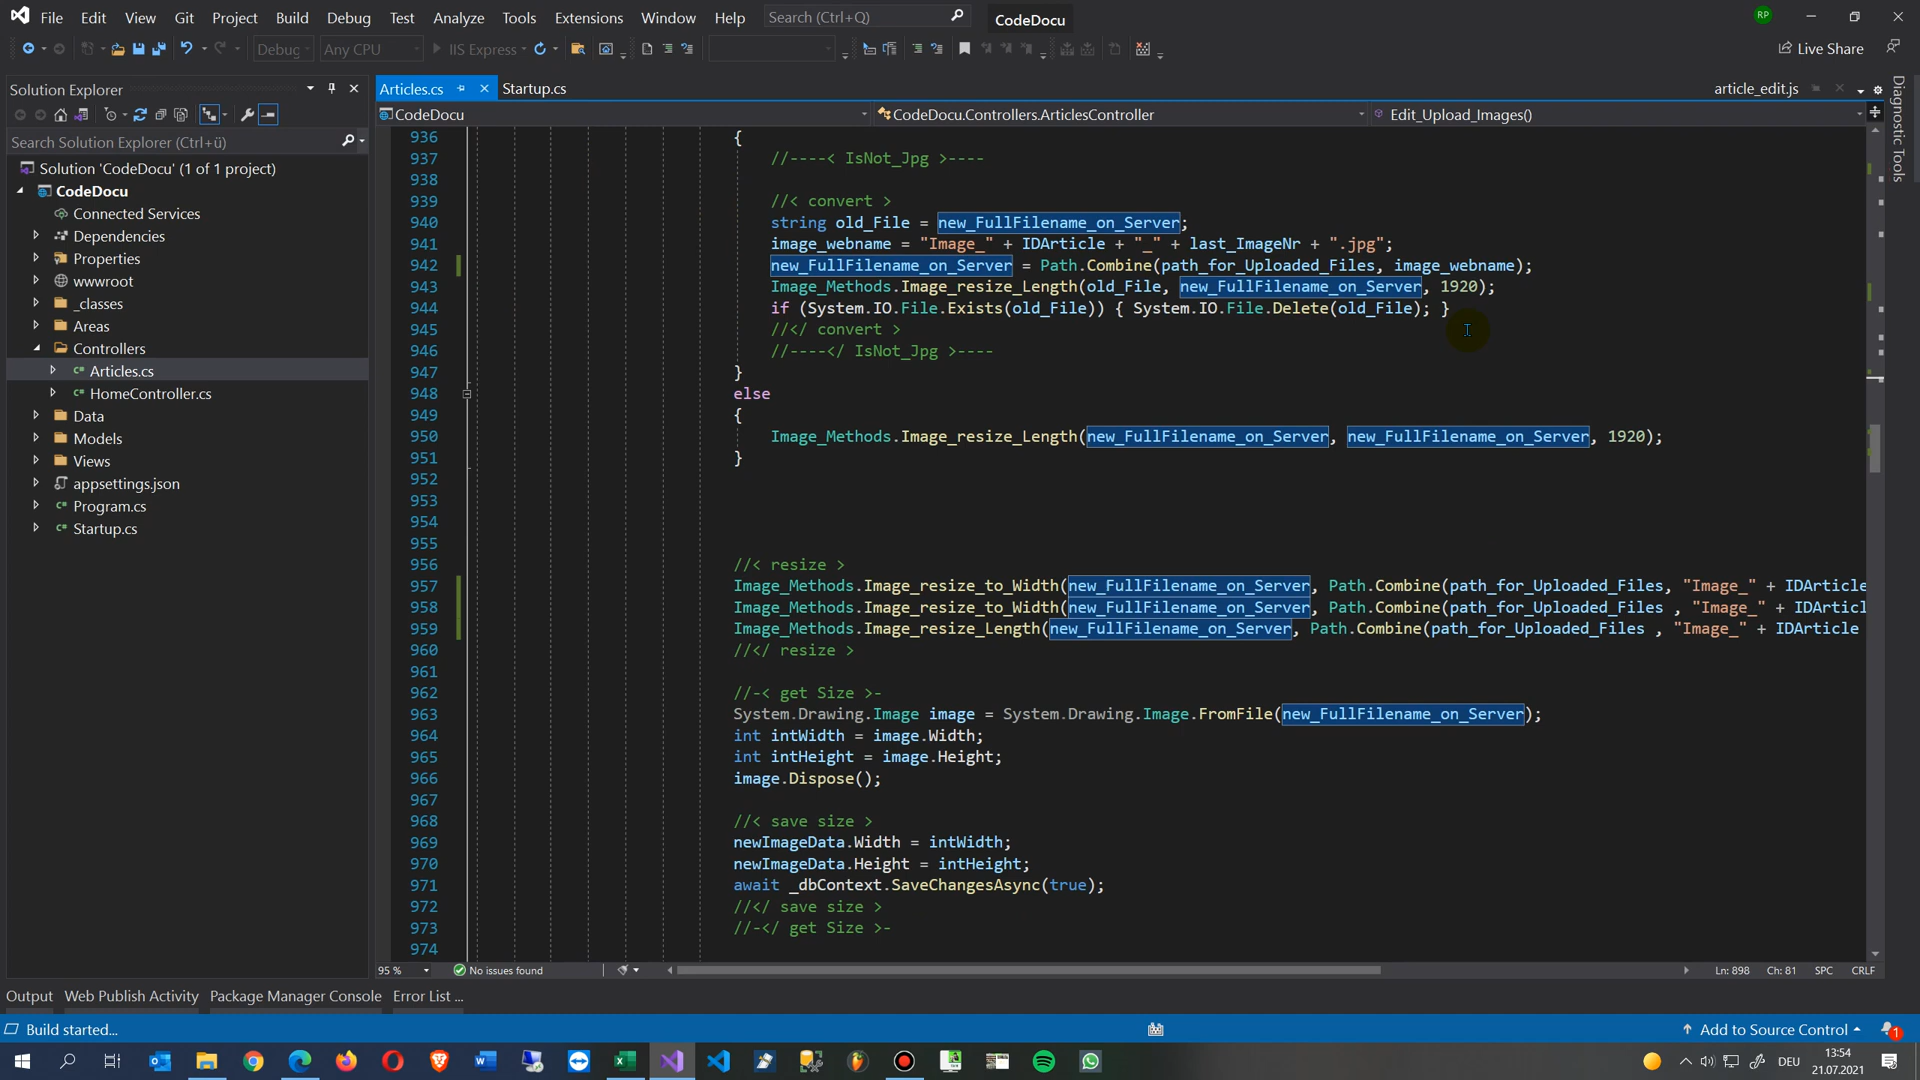 File Edit View Git Project Build Debug Test Analyze Tools Extensions Window Help Search (Ctrl+Q) CodeDocu RP
Debug Any CPU IIS Express Live Share
Solution Explorer
Articles.cs Startup.cs article_edit.js
CodeDocu CodeDocu.Controllers.ArticlesController Edit_Upload_Images()
Diagnostic Tools
Search Solution Explorer (Ctrl+ü)
Solution 'CodeDocu' (1 of 1 project)
CodeDocu
Connected Services
Dependencies
Properties
wwwroot
_classes
Areas
Controllers
Articles.cs
HomeController.cs
Data
Models
Views
appsettings.json
Program.cs
Startup.cs
936 {
937 //----< IsNot_Jpg >----
938
939 //< convert >
940 string old_File = new_FullFilename_on_Server;
941 image_webname = "Image_" + IDArticle + "_" + last_ImageNr + ".jpg";
942 new_FullFilename_on_Server = Path.Combine(path_for_Uploaded_Files, image_webname);
943 Image_Methods.Image_resize_Length(old_File, new_FullFilename_on_Server, 1920);
944 if (System.IO.File.Exists(old_File)) { System.IO.File.Delete(old_File); }
945 //</ convert >
946 //----</ IsNot_Jpg >----
947 }
948 else
949 {
950 Image_Methods.Image_resize_Length(new_FullFilename_on_Server, new_FullFilename_on_Server, 1920);
951 }
952
953
954
955
956 //< resize >
957 Image_Methods.Image_resize_to_Width(new_FullFilename_on_Server, Path.Combine(path_for_Uploaded_Files, "Image_" + IDArticle
958 Image_Methods.Image_resize_to_Width(new_FullFilename_on_Server, Path.Combine(path_for_Uploaded_Files , "Image_" + IDArticl
959 Image_Methods.Image_resize_Length(new_FullFilename_on_Server, Path.Combine(path_for_Uploaded_Files , "Image_" + IDArticle
960 //</ resize >
961
962 //-< get Size >-
963 System.Drawing.Image image = System.Drawing.Image.FromFile(new_FullFilename_on_Server);
964 int intWidth = image.Width;
965 int intHeight = image.Height;
966 image.Dispose();
967
968 //< save size >
969 newImageData.Width = intWidth;
970 newImageData.Height = intHeight;
971 await _dbContext.SaveChangesAsync(true);
972 //</ save size >
973 //-</ get Size >-
974
95 % No issues found Ln: 898 Ch: 81 SPC CRLF
Output Web Publish Activity Package Manager Console Error List ...
Build started... Add to Source Control 1
DEU 13:54
21.07.2021